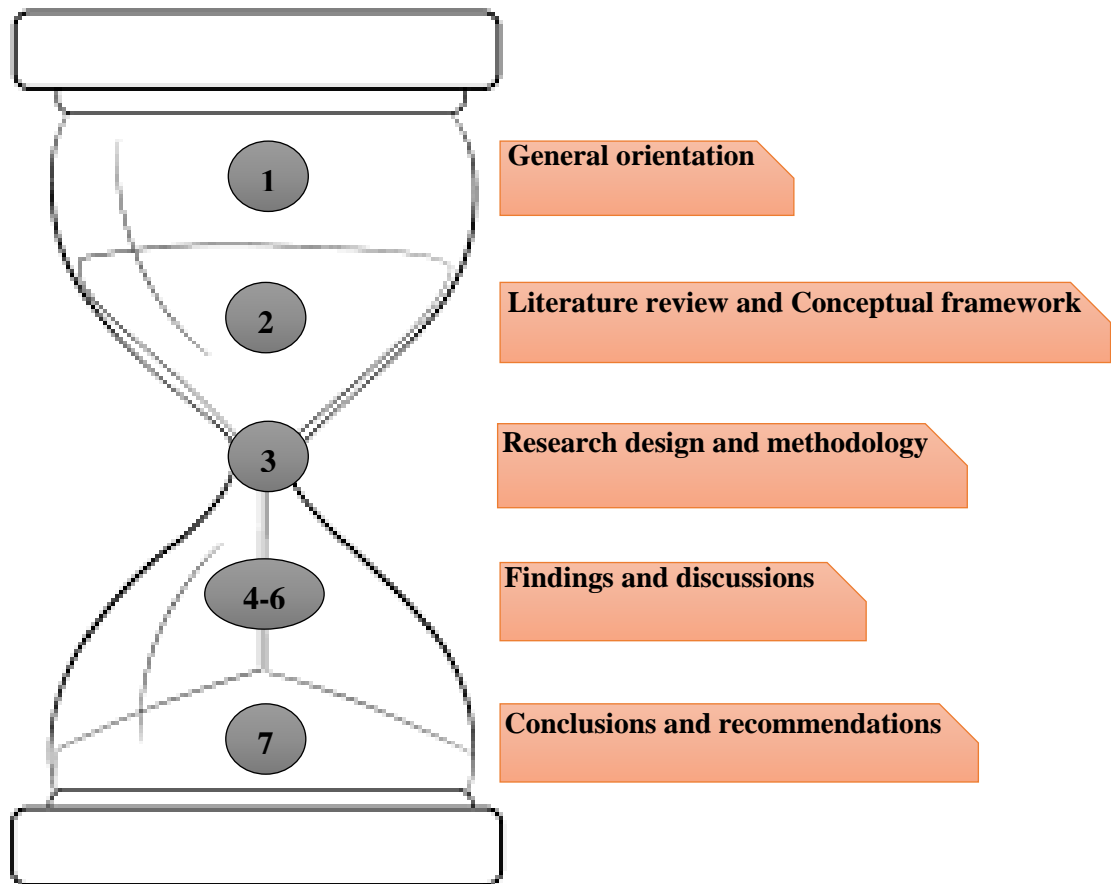 1
General orientation
2
Literature review and Conceptual framework
3
Research design and methodology
4-6
Findings and discussions
7
Conclusions and recommendations